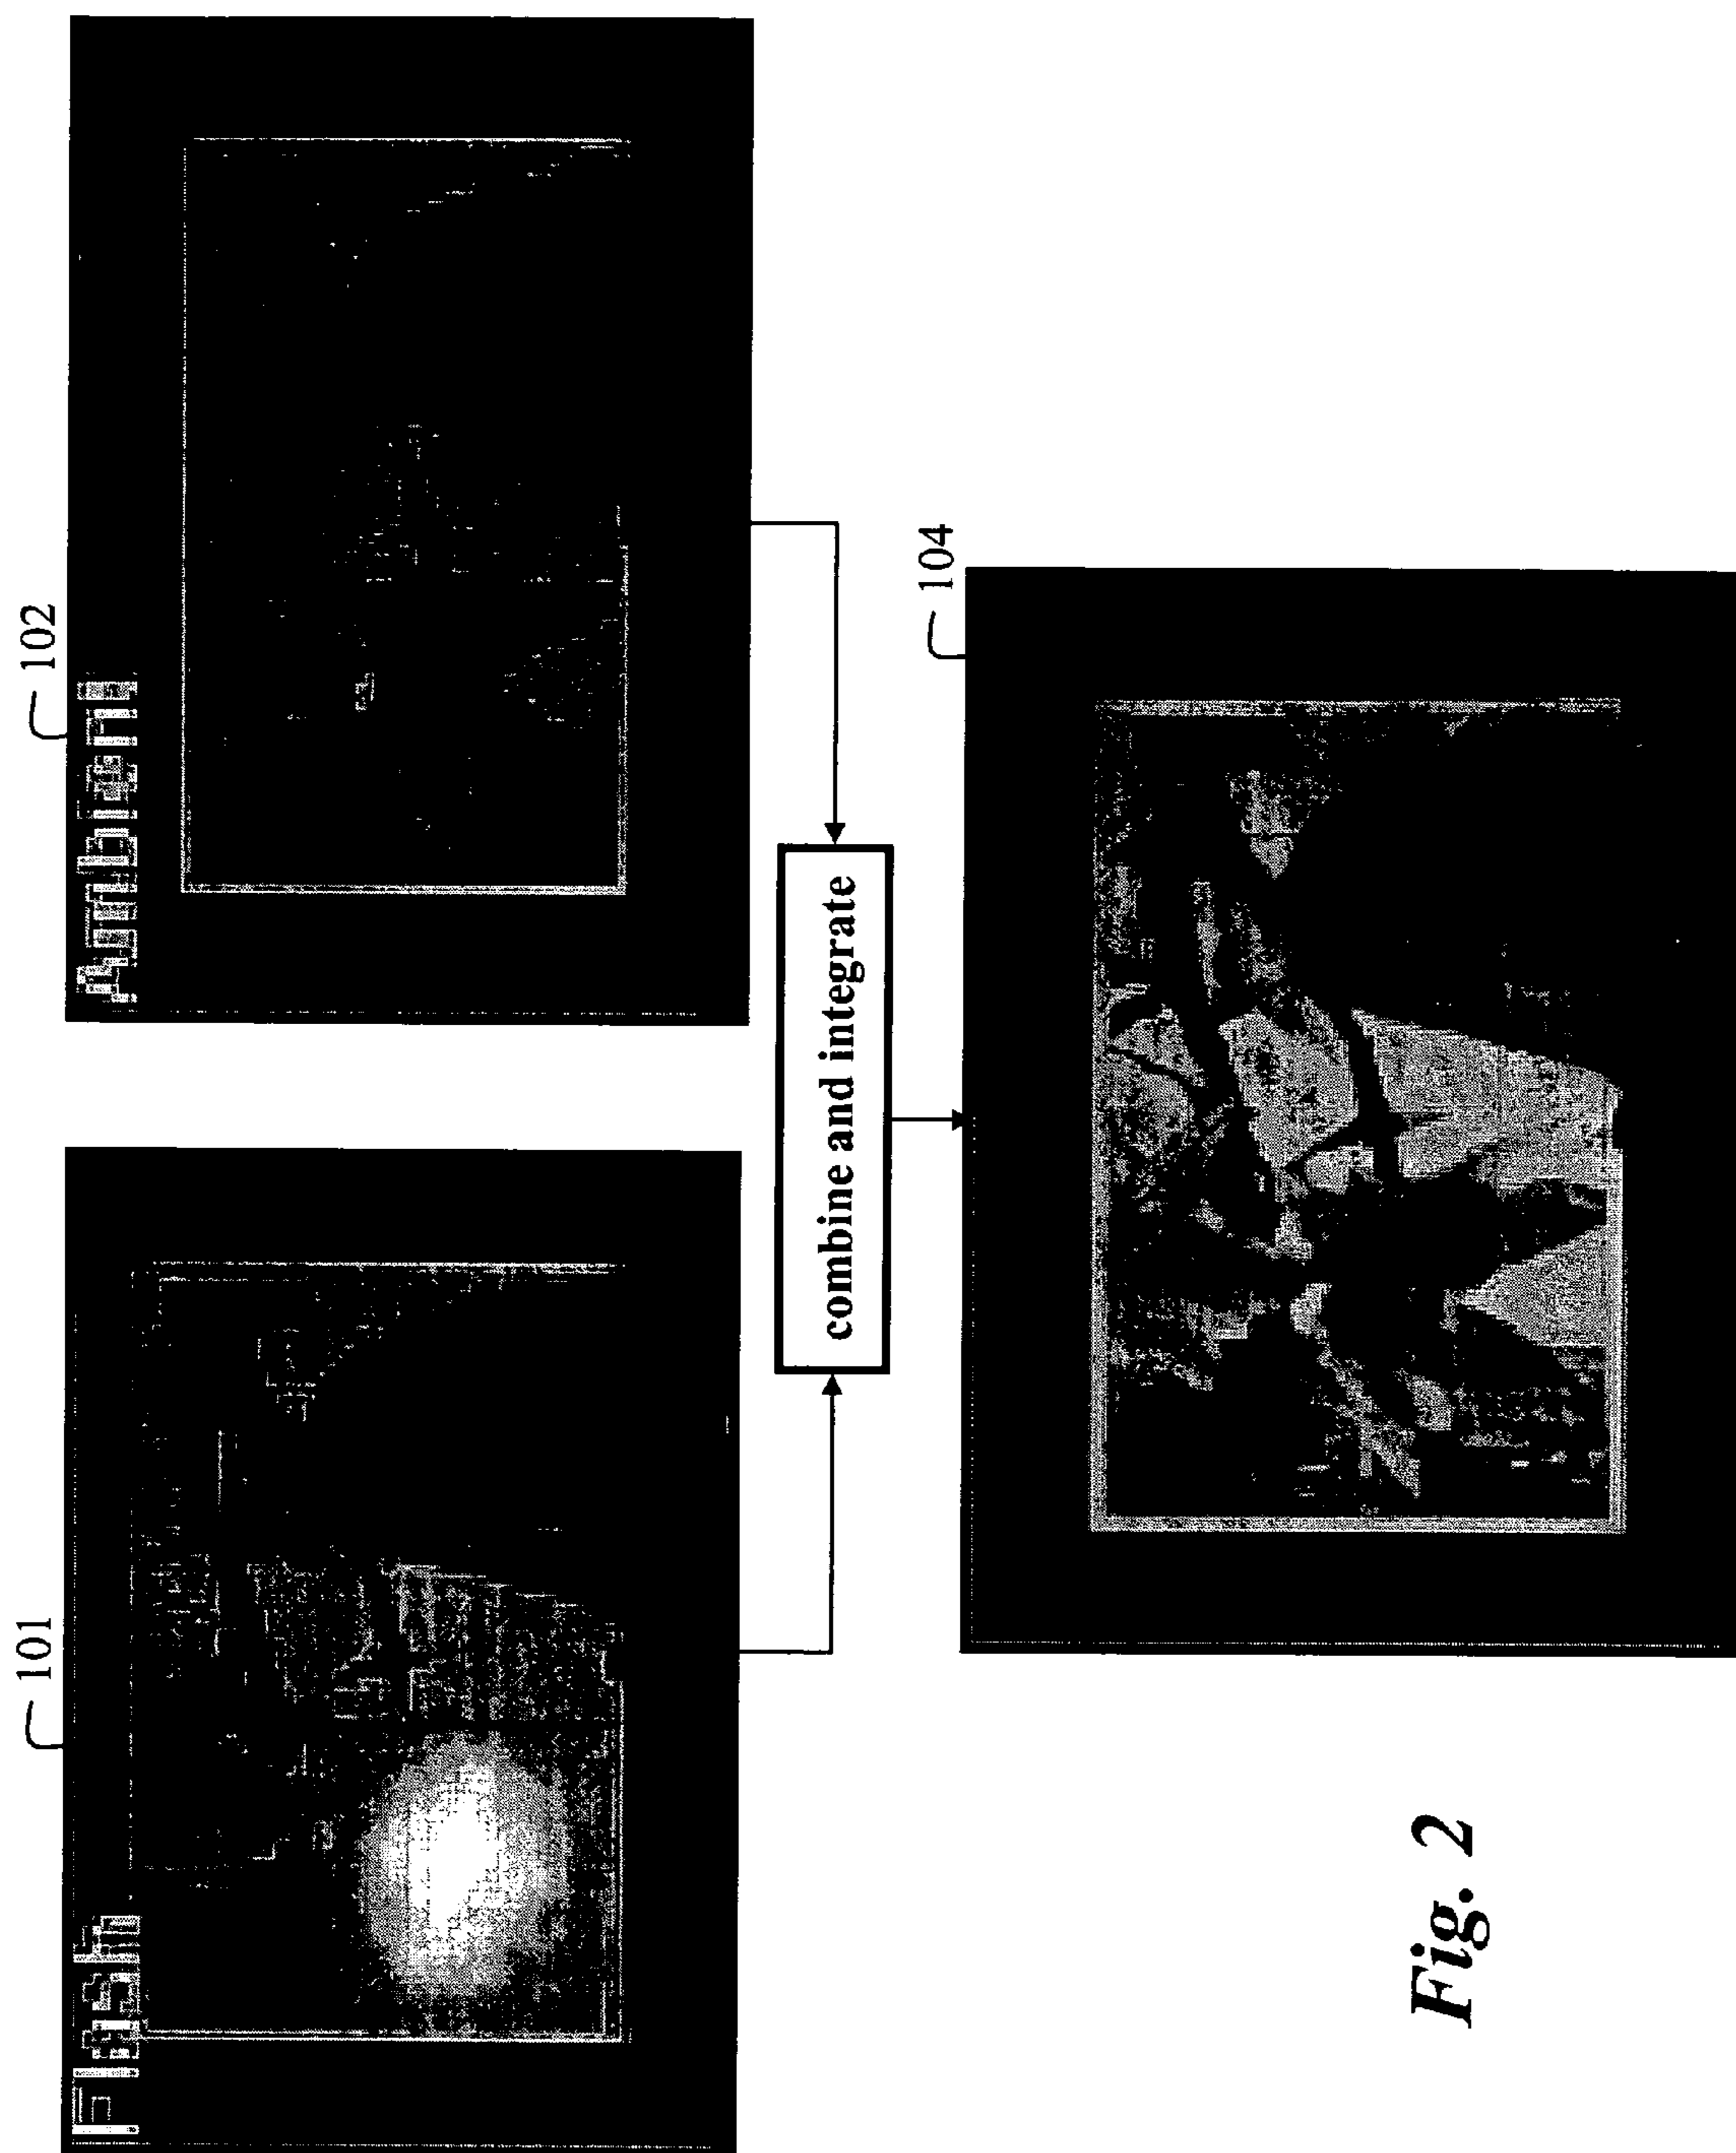 101
102
Flash
Ambient
combine and integrate
104
Fig. 2